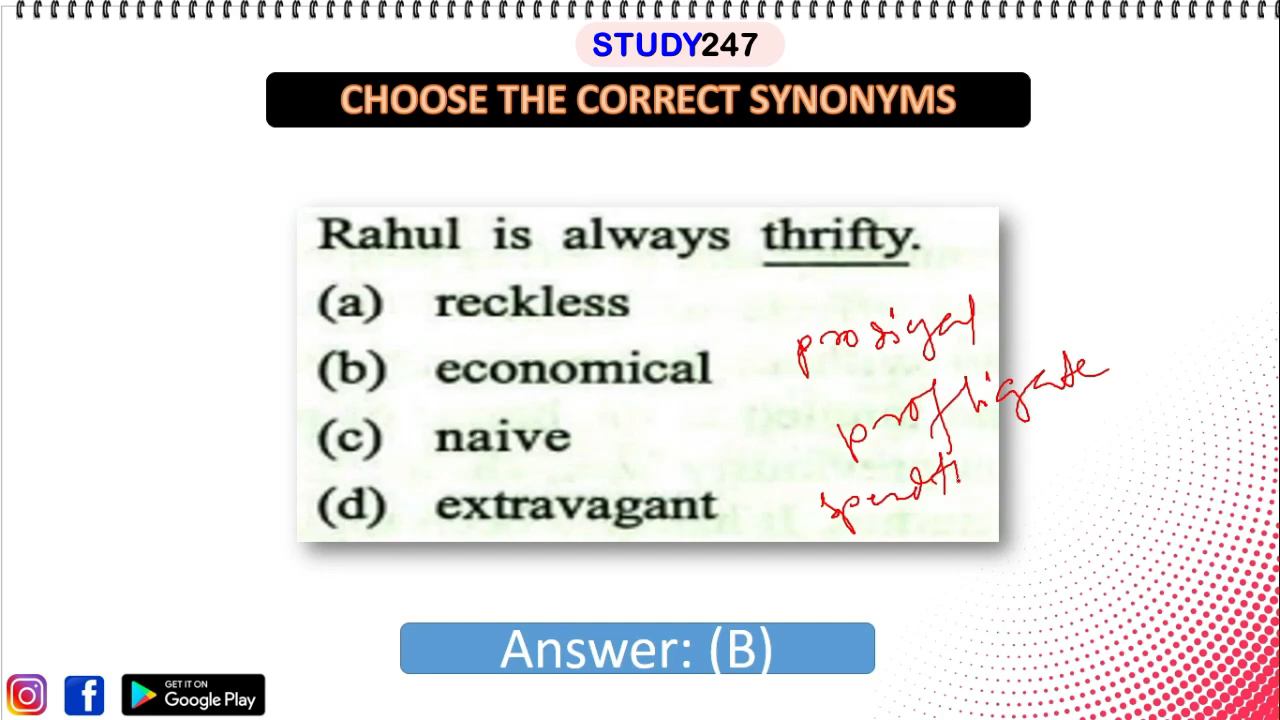 STUDY247
CHOOSE THE CORRECT SYNONYMS
Rahul is always thrifty.
(a) reckless
(b) economical
(c) naive
(d) extravagant
prodigal
profligate
spendth
Answer: (B)
GET IT ON
Google Play